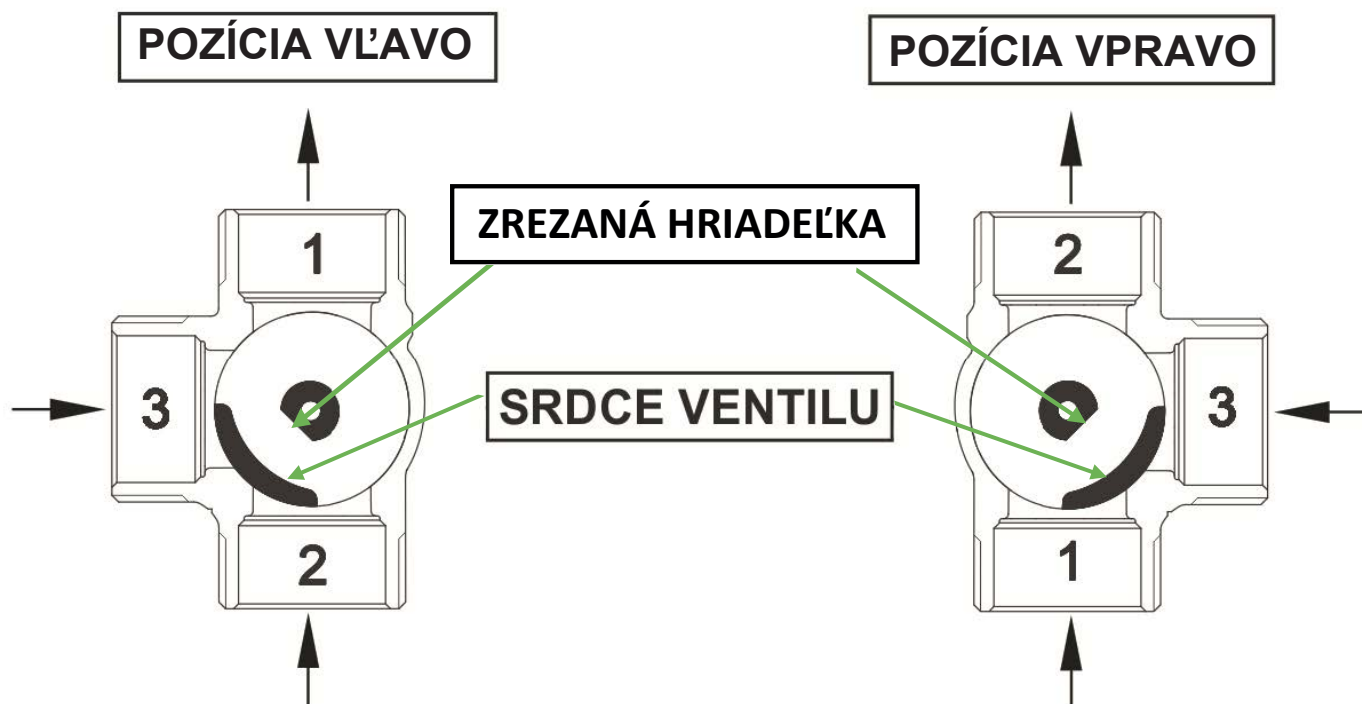 POZÍCIA VĽAVO
POZÍCIA VPRAVO
ZREZANÁ HRIADEĽKA
1
2
3
SRDCE VENTILU
3
2
1